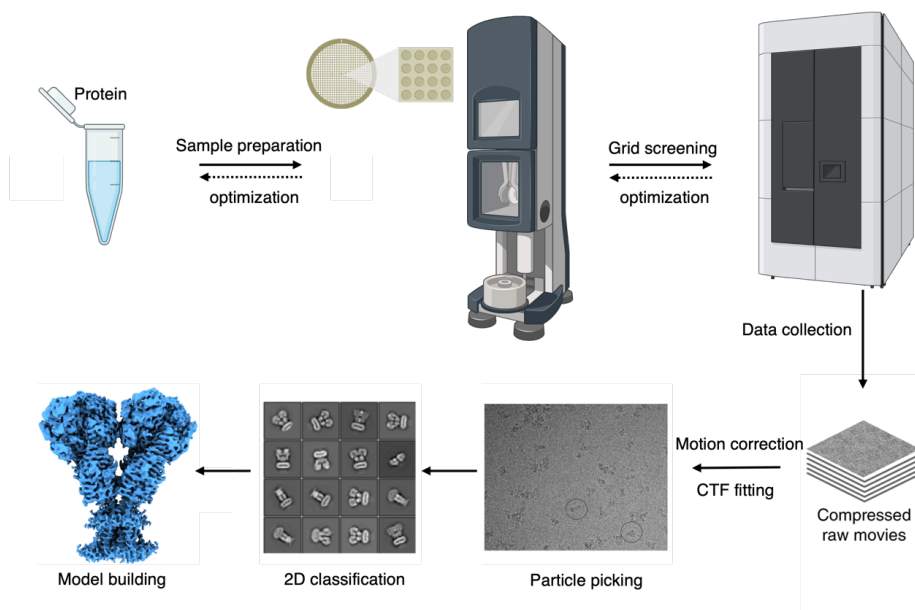 Protein
Sample preparation
optimization
Grid screening
optimization
Data collection
Motion correction
CTF fitting
Compressed
raw movies
Model building
2D classification
Particle picking